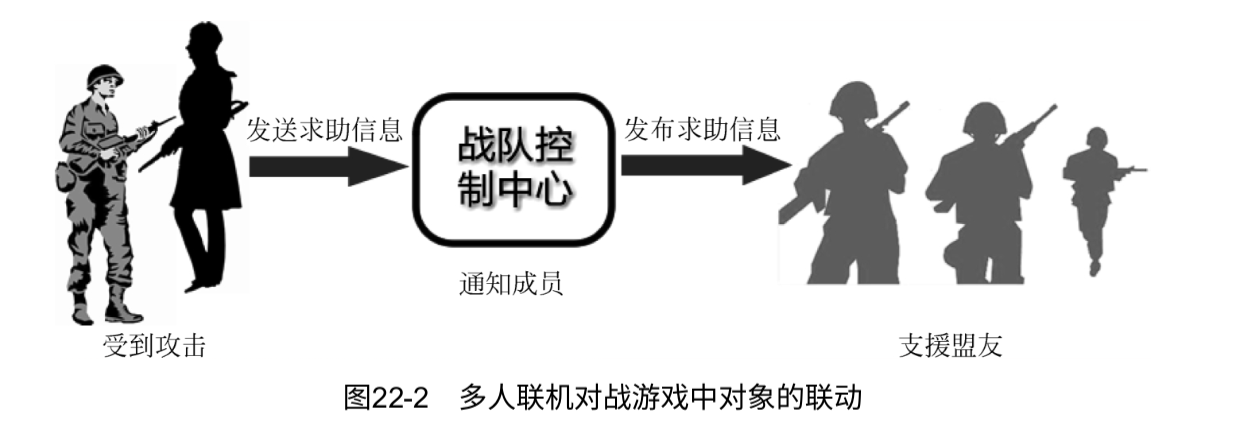 发送求助信息
战队控
制中心
发布求助信息
通知成员
受到攻击
支援盟友
图22-2 多人联机对战游戏中对象的联动